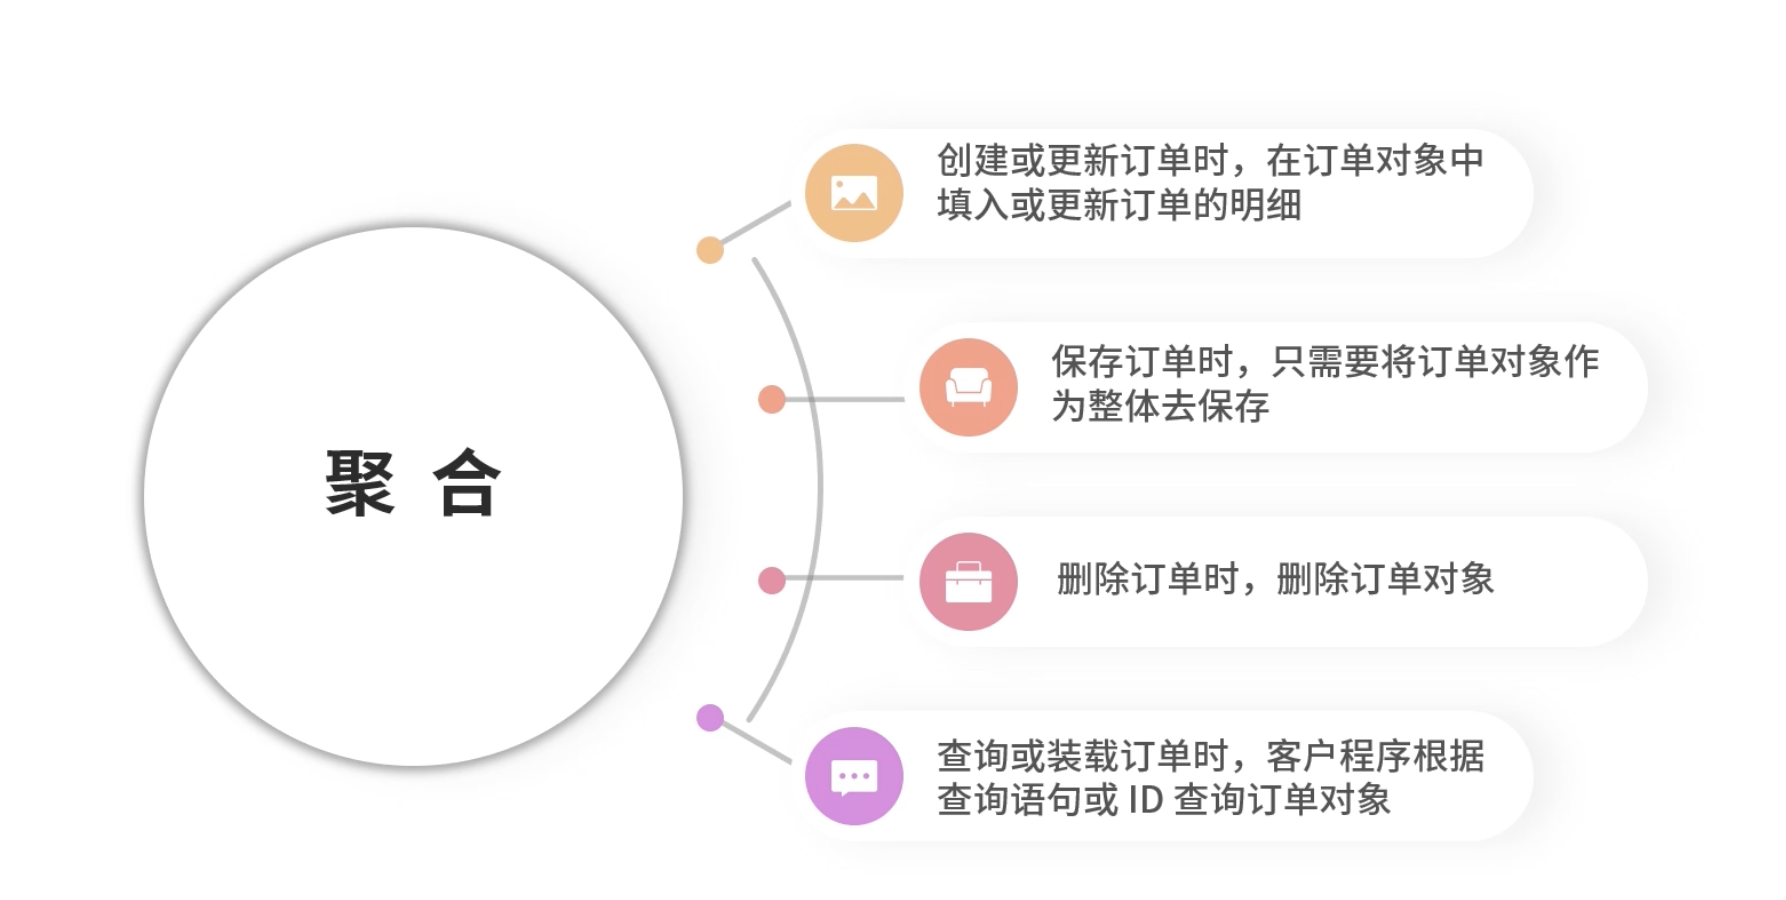 聚 合
创建或更新订单时，在订单对象中
填入或更新订单的明细
保存订单时，只需要将订单对象作
为整体去保存
删除订单时，删除订单对象
查询或装载订单时，客户程序根据
查询语句或 ID 查询订单对象